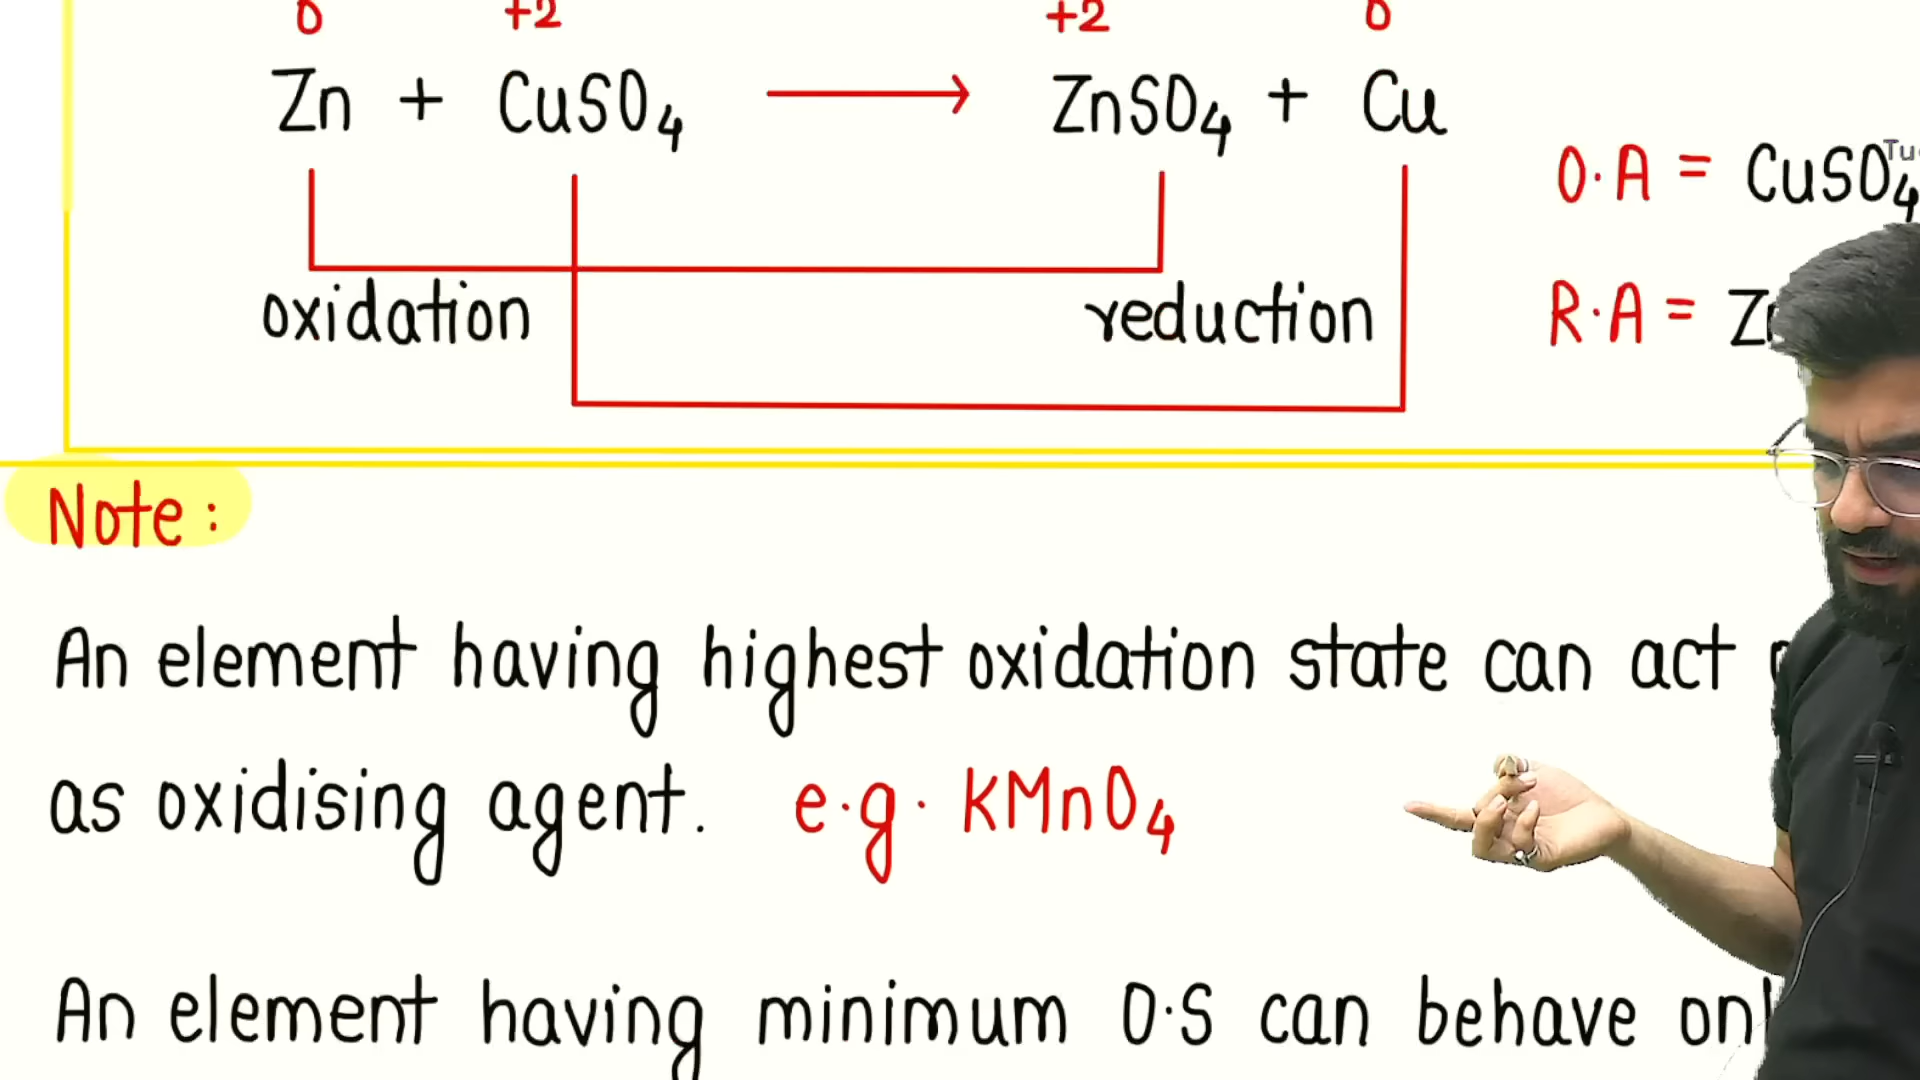 0 +2 +2 0
Zn + CuSO4 → ZnSO4 + Cu
O·A = CuSO4
oxidation reduction
R·A =
Note:
An element having highest oxidation state can act
as oxidising agent. e.g. KMnO4
An element having minimum O·S can behave